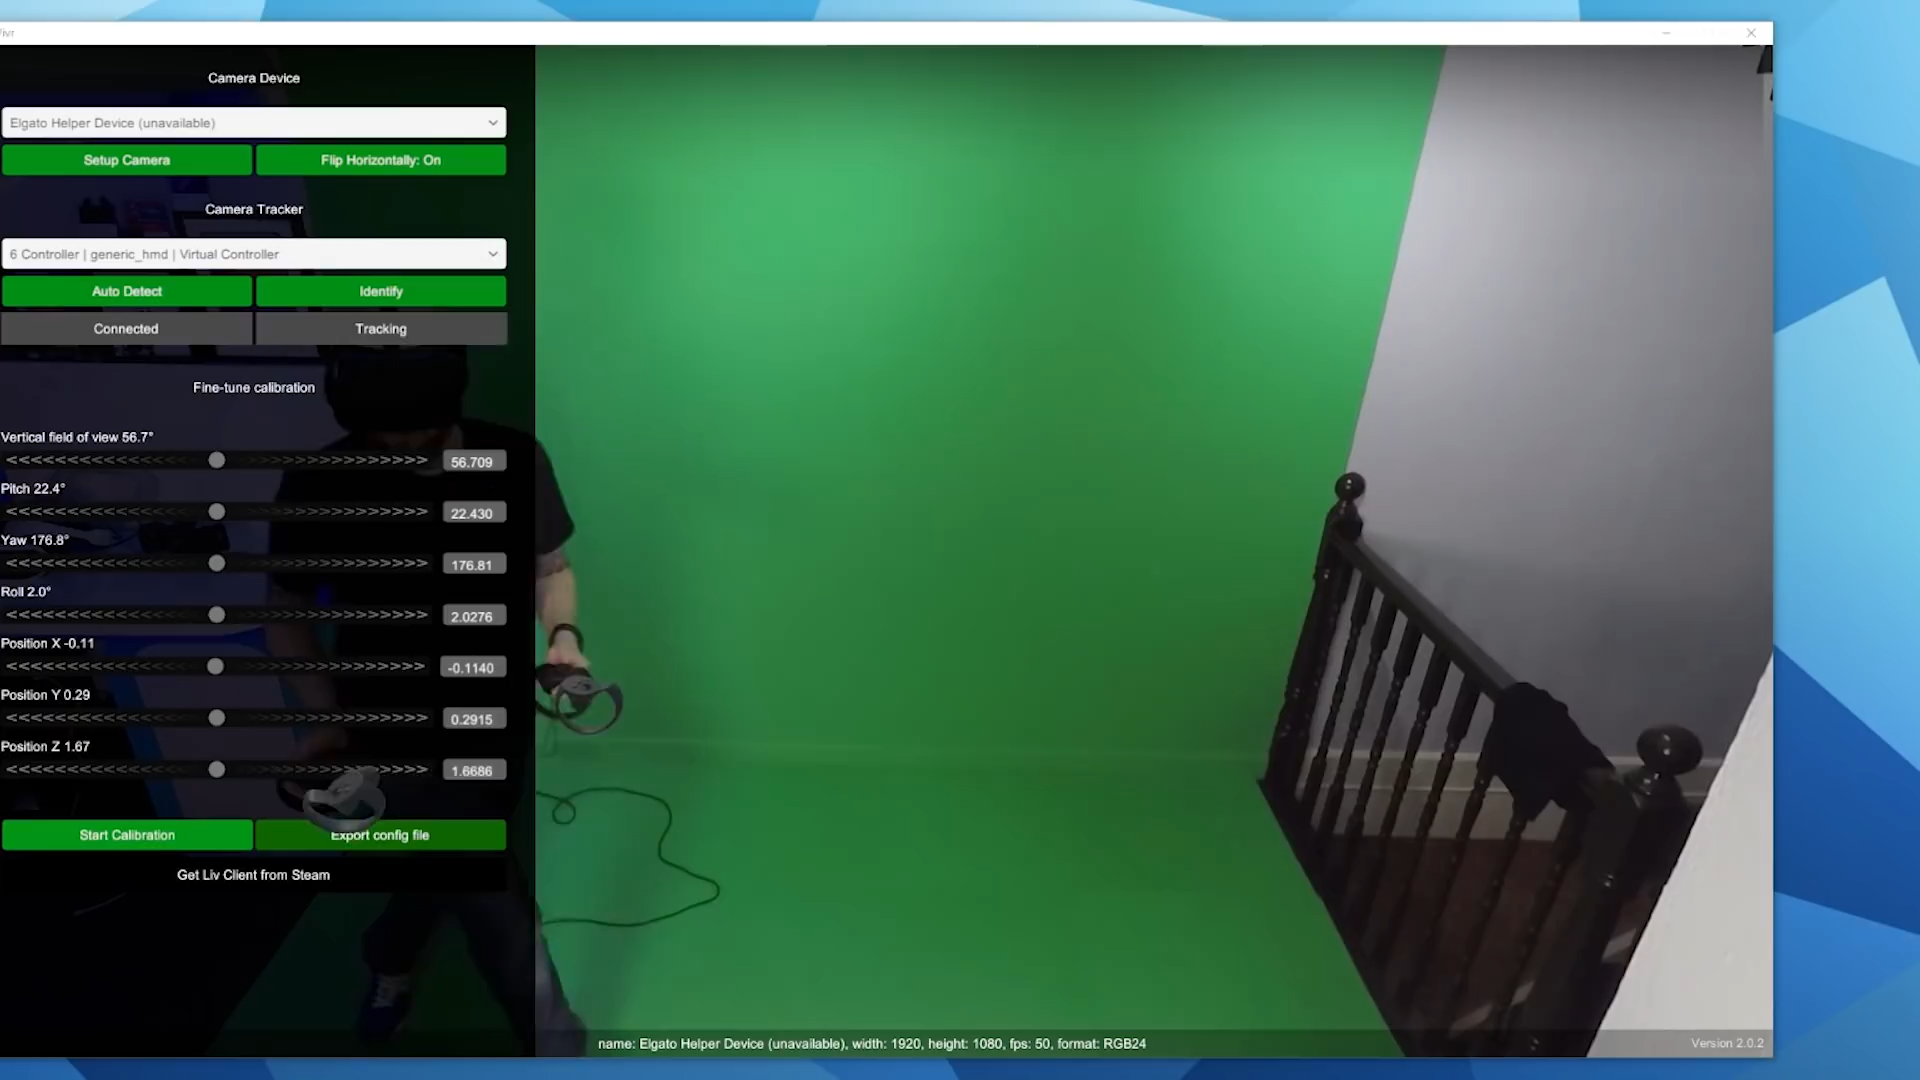 Camera Device
Elgato Helper Device (unavailable)
Setup Camera
Flip Horizontally: On
Camera Tracker
6 Controller | generic_hmd | Virtual Controller
Auto Detect
Identify
Connected
Tracking
Fine-tune calibration
Vertical field of view 56.7°
<<<<<<<<<<<<<<< >>>>>>>>>>>>>>> 56.709
Pitch 22.4°
<<<<<<<<<<<<<<< >>>>>>>>>>>>>>> 22.430
Yaw 176.8°
<<<<<<<<<<<<<<< >>>>>>>>>>>>>>> 176.81
Roll 2.0°
<<<<<<<<<<<<<<< >>>>>>>>>>>>>>> 2.0276
Position X -0.11
<<<<<<<<<<<<<<< >>>>>>>>>>>>>>> -0.1140
Position Y 0.29
<<<<<<<<<<<<<<< >>>>>>>>>>>>>>> 0.2915
Position Z 1.67
<<<<<<<<<<<<<<< >>>>>>>>>>>>>>> 1.6686
Start Calibration
Export config file
Get Liv Client from Steam
name: Elgato Helper Device (unavailable), width: 1920, height: 1080, fps: 50, format: RGB24
Version 2.0.2